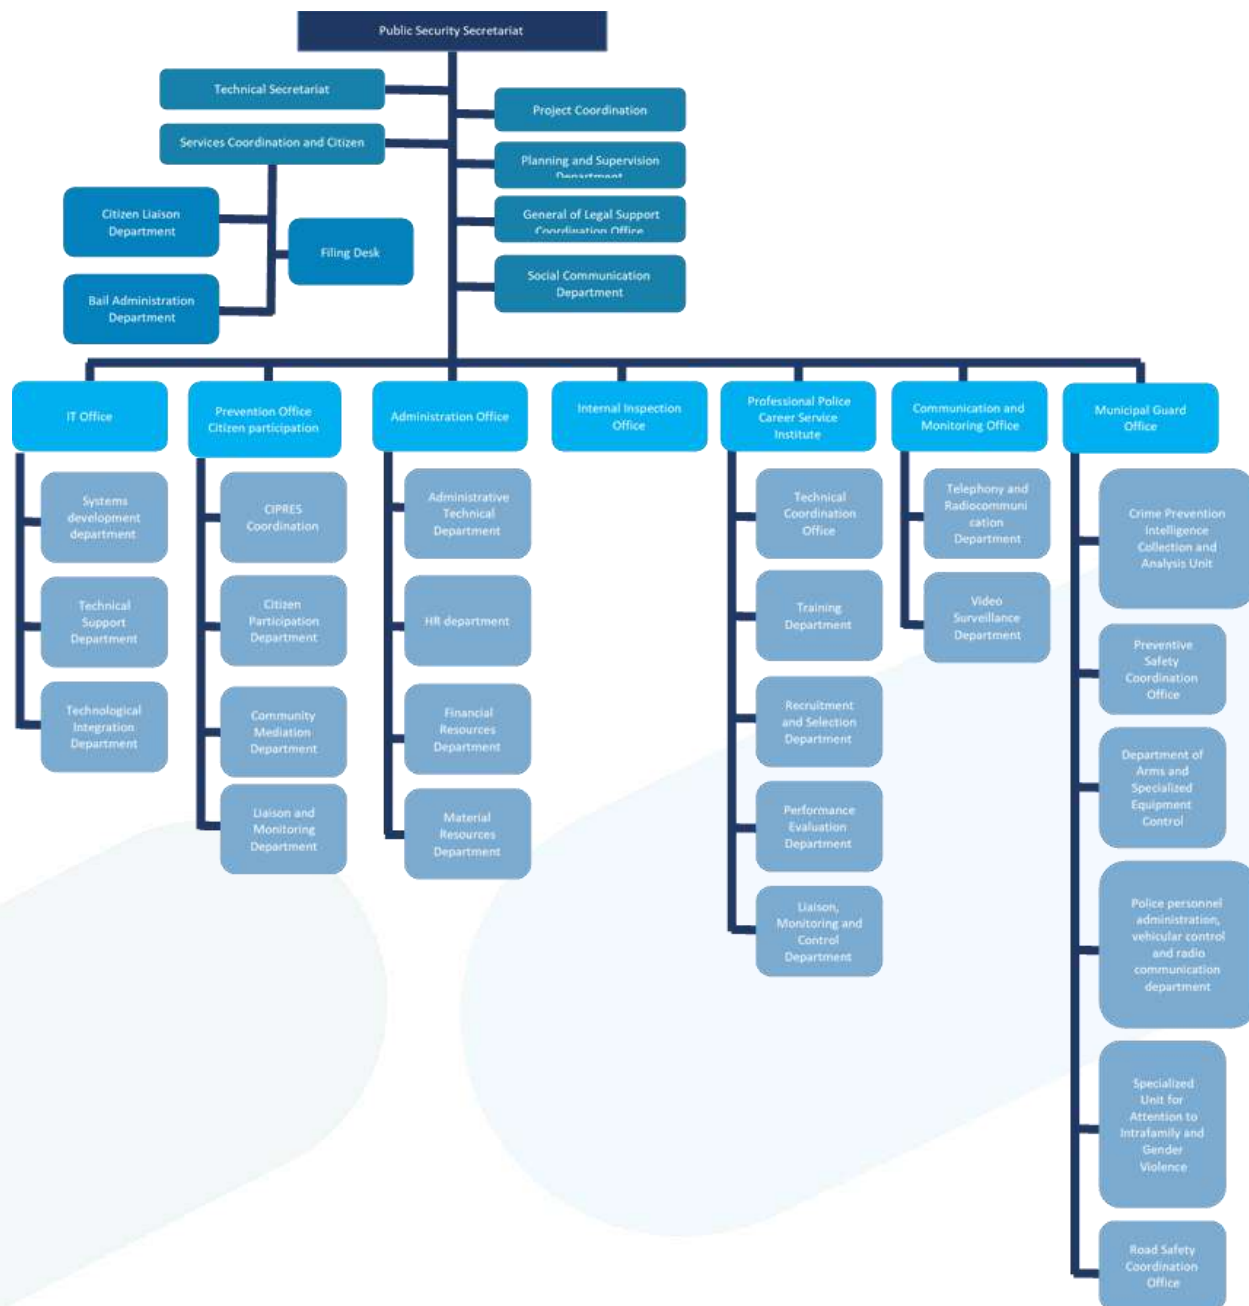 Public Security Secretariat
Technical Secretariat
Project Coordination
Services Coordination and Citizen
Planning and Supervision
Department
General of Legal Support
Coordination Office
Social Communication
Department
Citizen Liaison
Department
Filing Desk
Bail Administration
Department
IT Office
Systems
development
department
Technical
Support
Department
Technological
Integration
Department
Prevention Office
Citizen participation
CIPRES
Coordination
Citizen
Participation
Department
Community
Mediation
Department
Liaison and
Monitoring
Department
Administration Office
Administrative
Technical
Department
HR department
Financial
Resources
Department
Material
Resources
Department
Internal Inspection
Office
Professional Police
Career Service
Institute
Technical
Coordination
Office
Training
Department
Recruitment
and Selection
Department
Performance
Evaluation
Department
Liaison,
Monitoring and
Control
Department
Communication and
Monitoring Office
Telephony and
Radiocommuni
cation
Department
Video
Surveillance
Department
Municipal Guard
Office
Crime Prevention
Intelligence
Collection and
Analysis Unit
Preventive
Safety
Coordination
Office
Department of
Arms and
Specialized
Equipment
Control
Police personnel
administration,
vehicular control
and radio
communication
department
Specialized
Unit for
Attention to
Intrafamily and
Gender
Violence
Road Safety
Coordination
Office